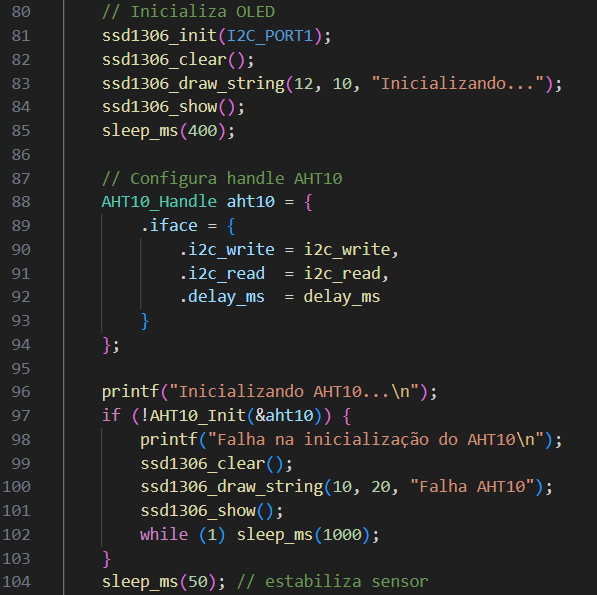 80 // Inicializa OLED
81 ssd1306_init(I2C_PORT1);
82 ssd1306_clear();
83 ssd1306_draw_string(12, 10, "Inicializando...");
84 ssd1306_show();
85 sleep_ms(400);
86
87 // Configura handle AHT10
88 AHT10_Handle aht10 = {
89 .iface = {
90 .i2c_write = i2c_write,
91 .i2c_read  = i2c_read,
92 .delay_ms  = delay_ms
93 }
94 };
95
96 printf("Inicializando AHT10...\n");
97 if (!AHT10_Init(&aht10)) {
98 printf("Falha na inicialização do AHT10\n");
99 ssd1306_clear();
100 ssd1306_draw_string(10, 20, "Falha AHT10");
101 ssd1306_show();
102 while (1) sleep_ms(1000);
103 }
104 sleep_ms(50); // estabiliza sensor